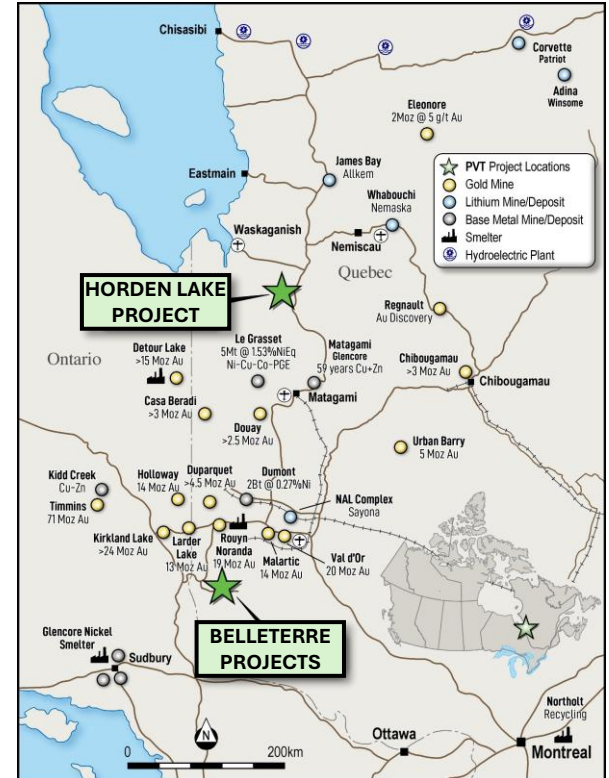 Chisasibi
Corvette
Patriot
Adina
Winsome
Eleonore
2Moz @ 5 g/t Au
James Bay
Allkem
Eastmain
PVT Project Locations
Gold Mine
Lithium Mine/Deposit
Base Metal Mine/Deposit
Smelter
Hydroelectric Plant
Whabouchi
Nemaska
Waskaganish
Nemiscau
Quebec
HORDEN LAKE
PROJECT
Regnault
Au Discovery
Ontario
Detour Lake
>15 Moz Au
Le Grasset
5Mt @ 1.53%NiEq
Ni-Cu-Co-PGE
Matagami
Glencore
59 years Cu+Zn
Chibougamau
>3 Moz Au
Chibougamau
Matagami
Casa Beradi
>3 Moz Au
Douay
>2.5 Moz Au
Urban Barry
5 Moz Au
Kidd Creek
Cu-Zn
Timmins
71 Moz Au
Holloway
14 Moz Au
Duparquet
>4.5 Moz Au
Dumont
2Bt @ 0.27%Ni
NAL Complex
Sayona
Kirkland Lake
>24 Moz Au
Larder
Lake
13 Moz Au
Rouyn
Noranda
19 Moz Au
Malartic
14 Moz Au
Val d'Or
20 Moz Au
BELLETERRE
PROJECTS
Glencore Nickel
Smelter
Sudbury
N
0 200km
Ottawa
Northolt
Recycling
Montreal